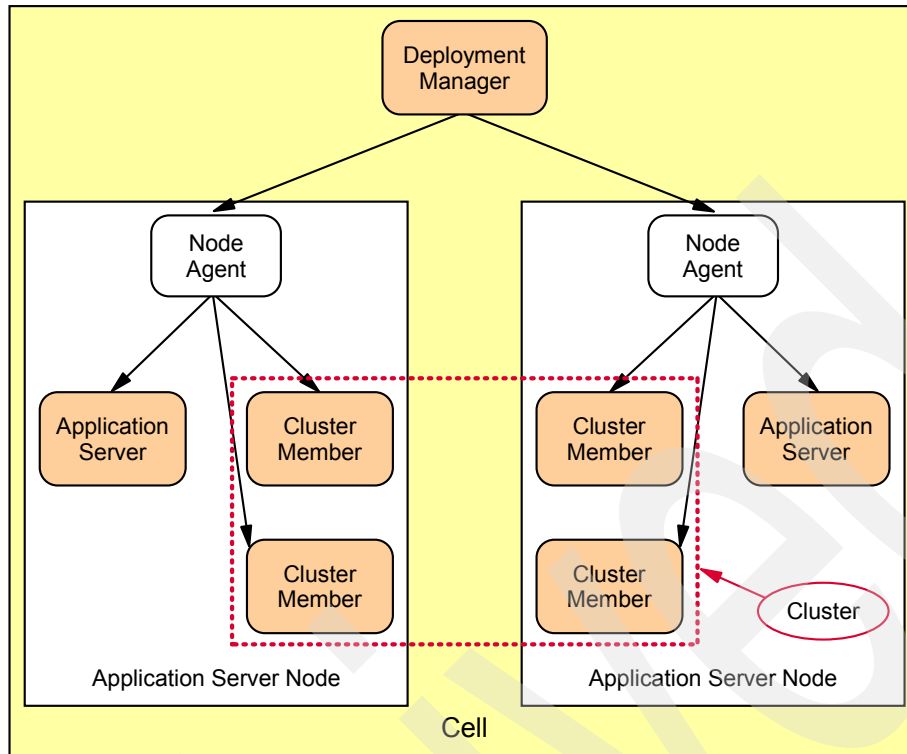 Deployment
Manager
Node
Agent
Node
Agent
Application
Server
Cluster
Member
Cluster
Member
Application
Server
Cluster
Member
Cluster
Member
Cluster
Application Server Node
Application Server Node
Cell